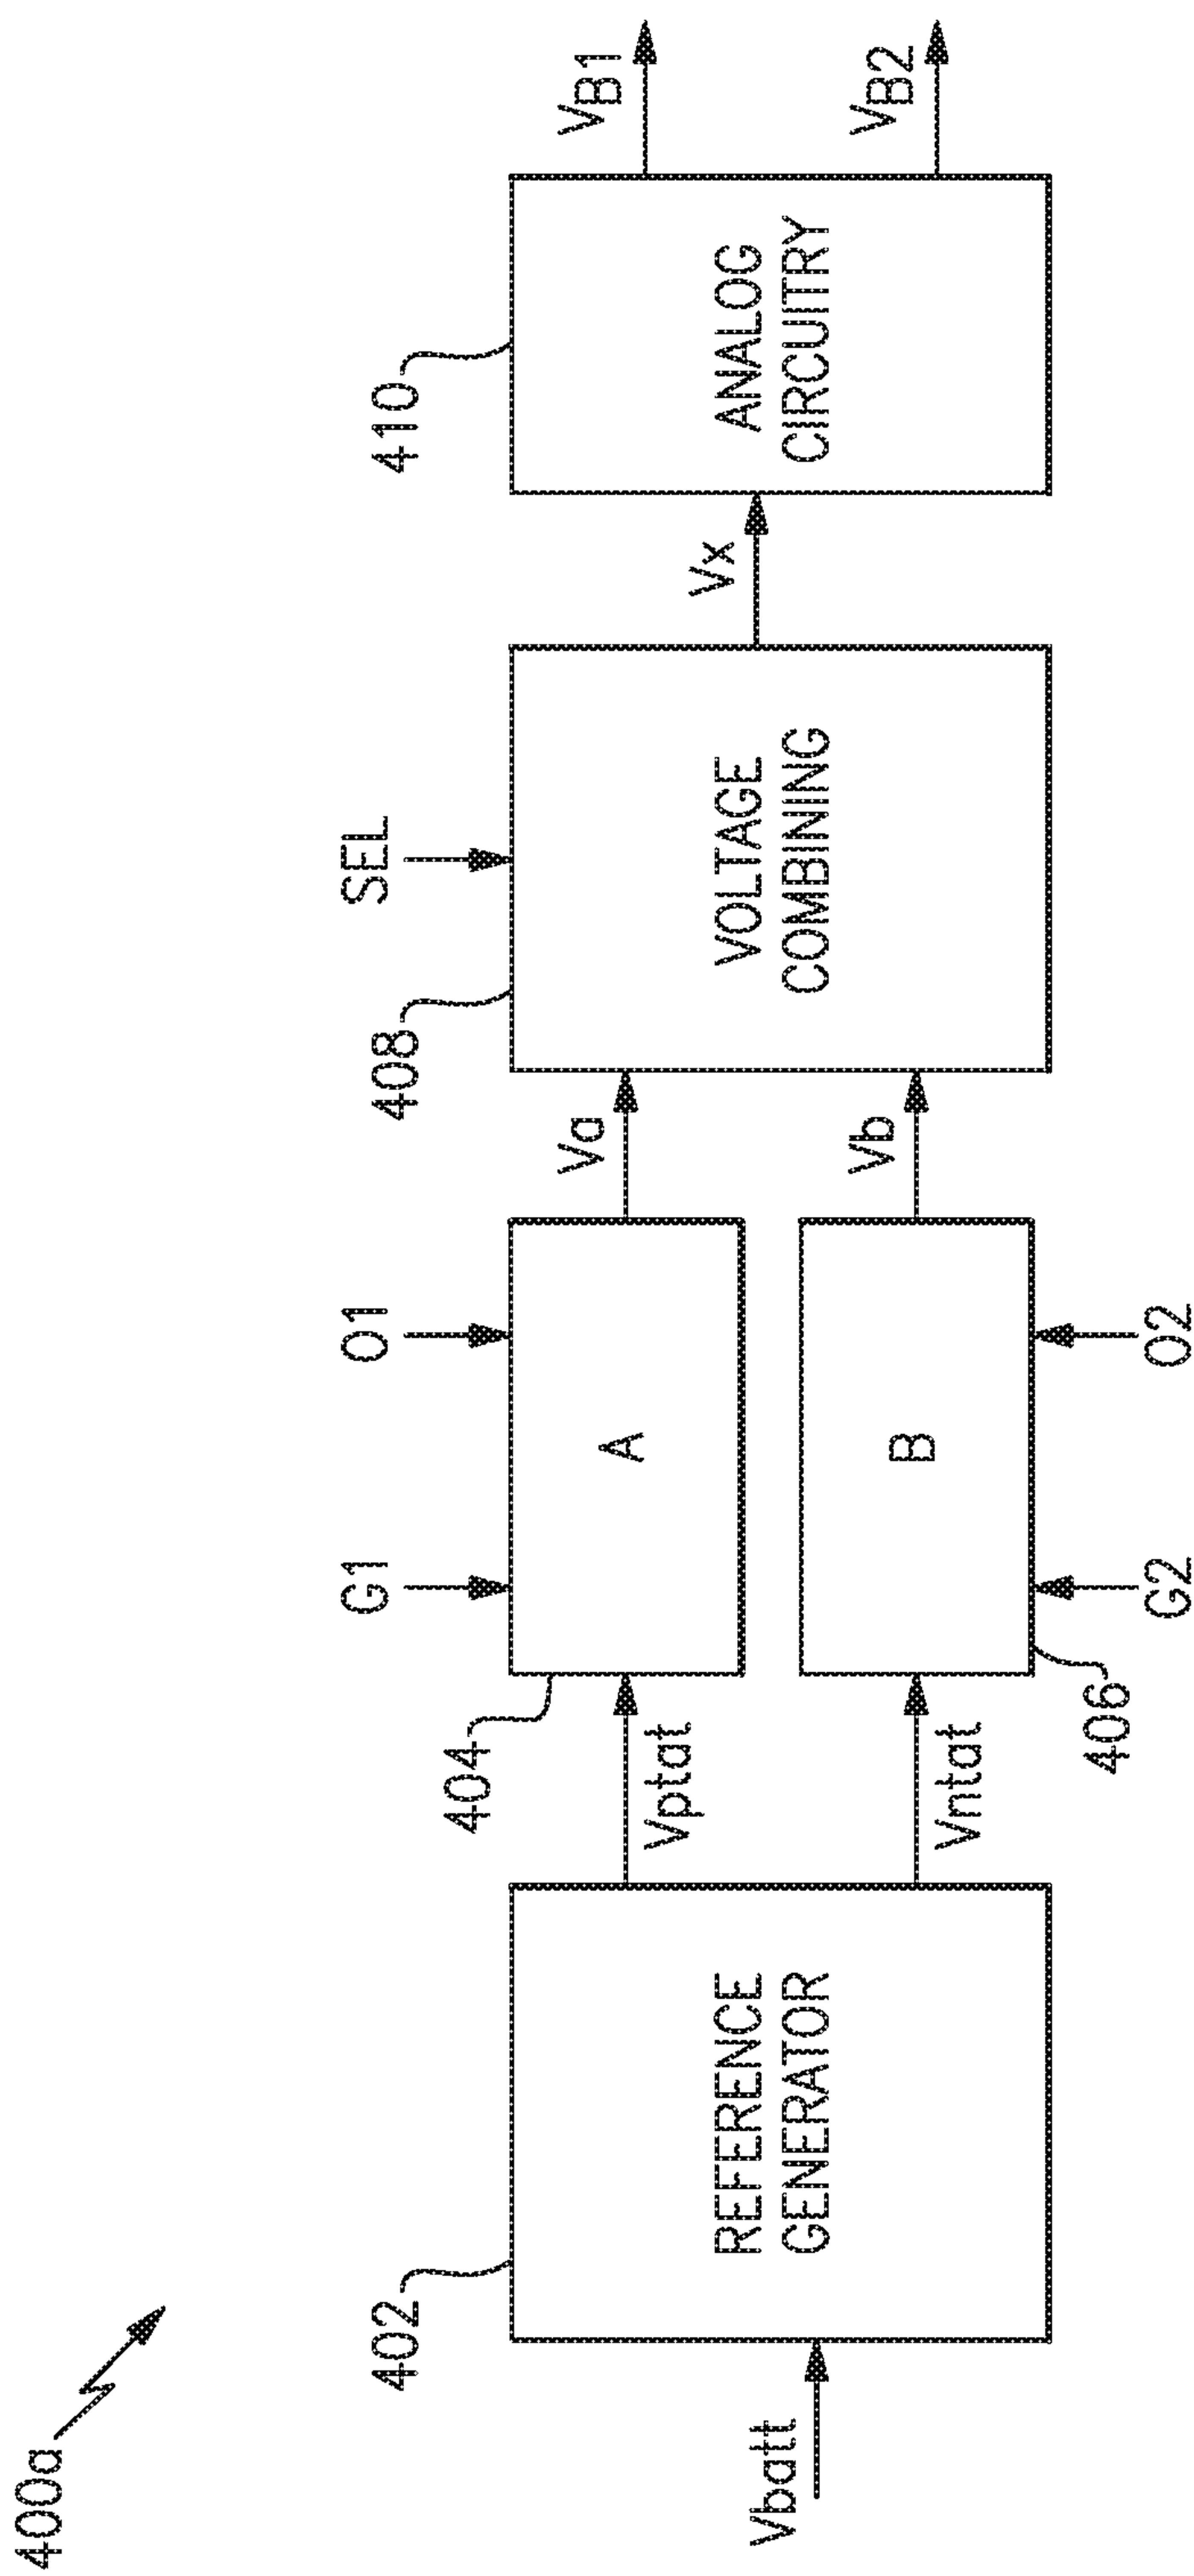 400a
Vbatt
402
REFERENCE
GENERATOR
Vptat
Vntat
404
G1
O1
A
406
G2
O2
B
Va
Vb
408
SEL
VOLTAGE
COMBINING
Vx
410
ANALOG
CIRCUITRY
VB1
VB2